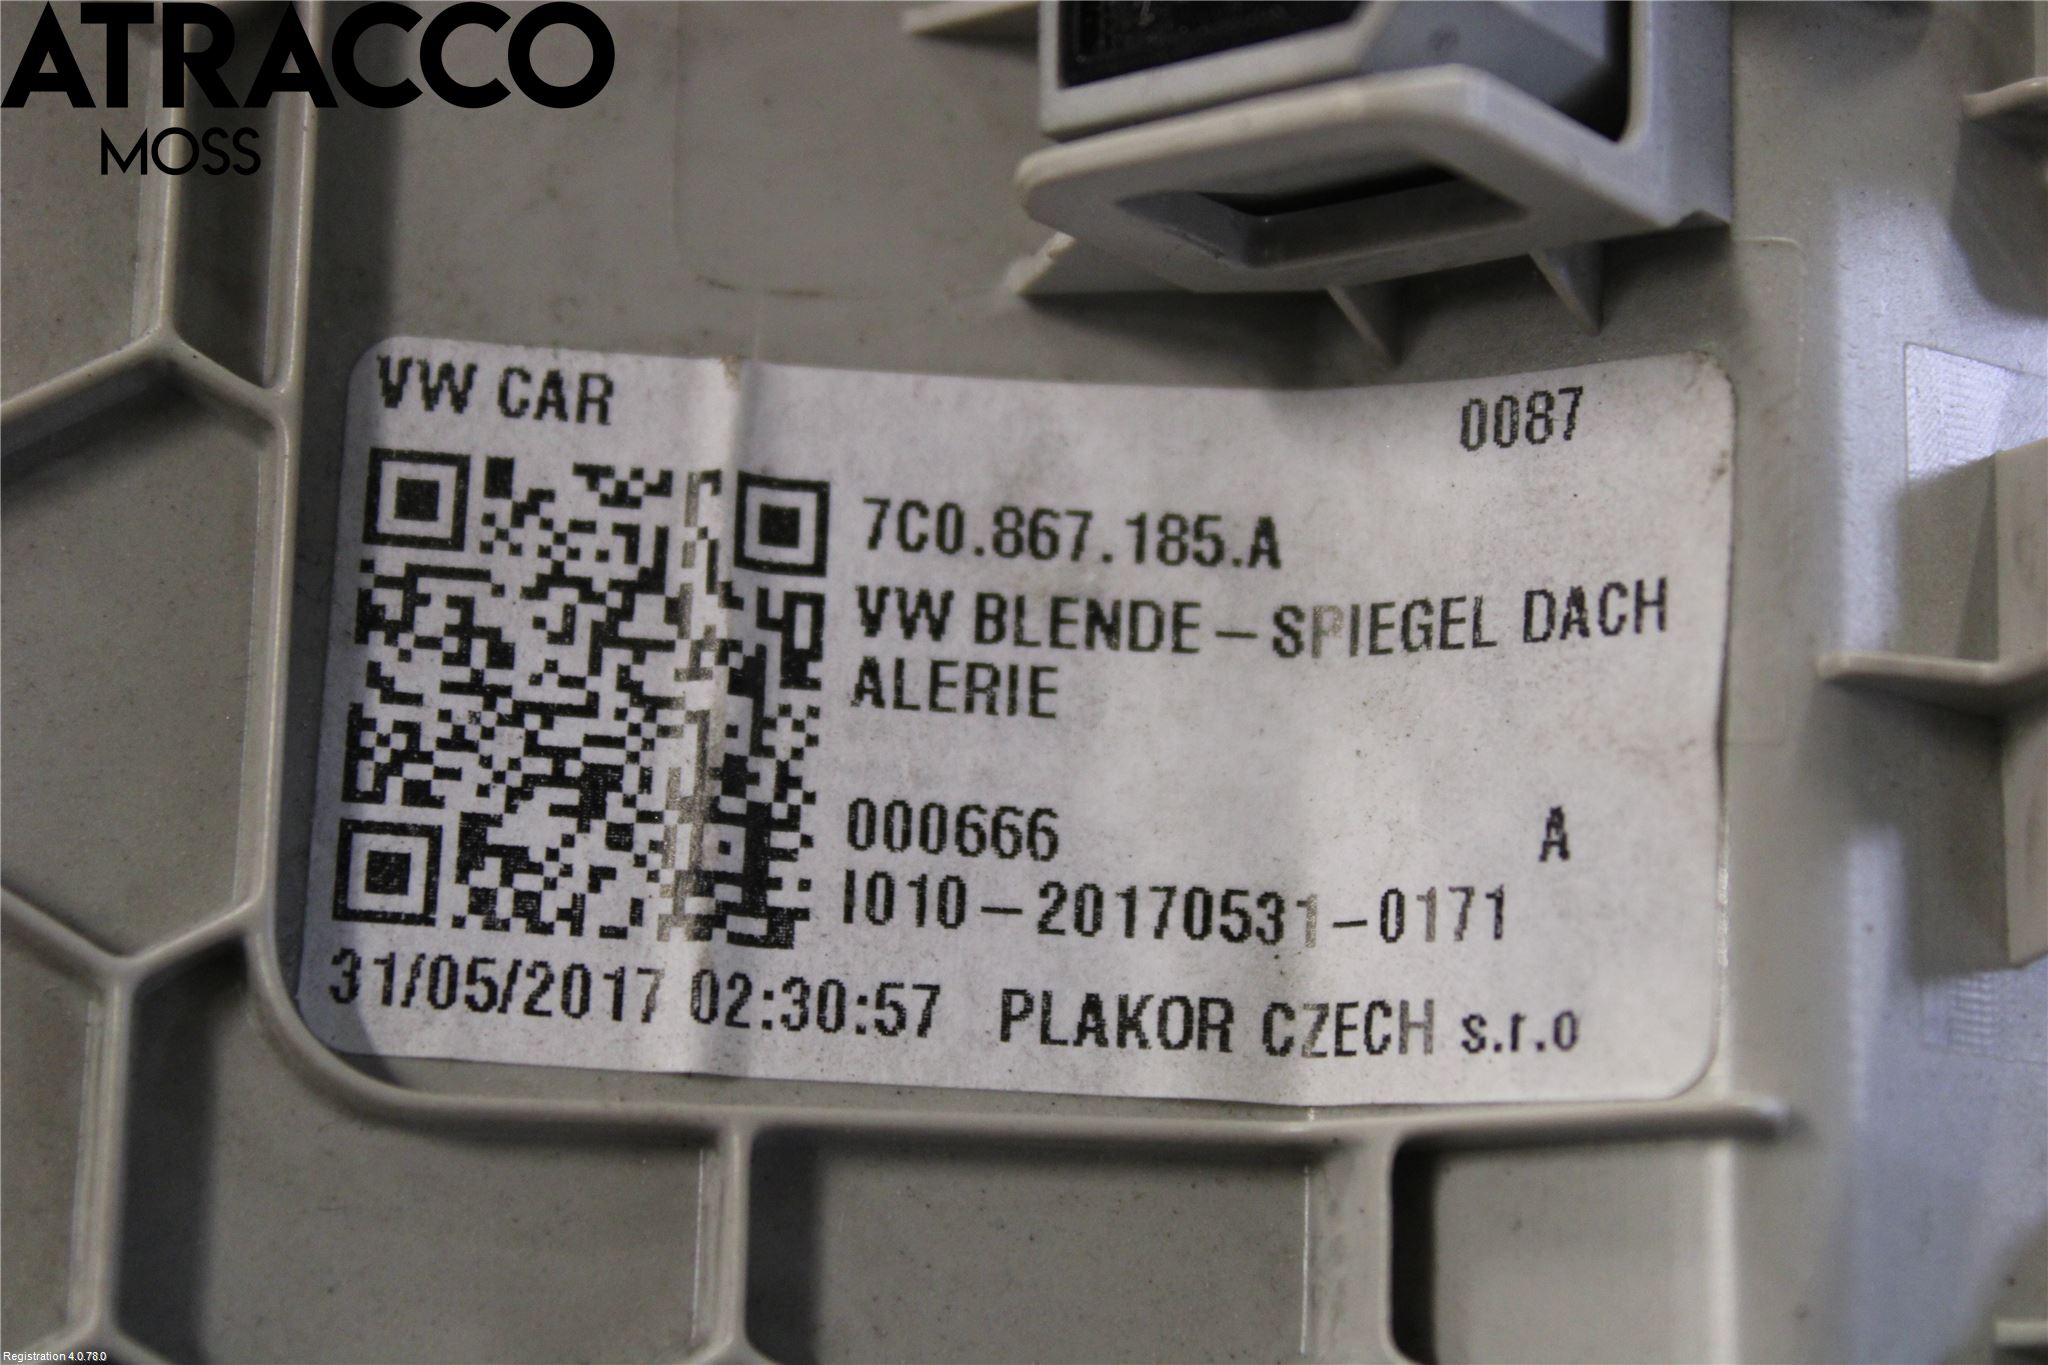 ATRACCO
MOSS
VW CAR
0087
7C0.867.185.A
VW BLENDE-SPIEGEL DACH
ALERIE
000666 A
I010-20170531-0171
31/05/2017 02:30:57 PLAKOR CZECH s.r.o
Registration 4.0.78.0